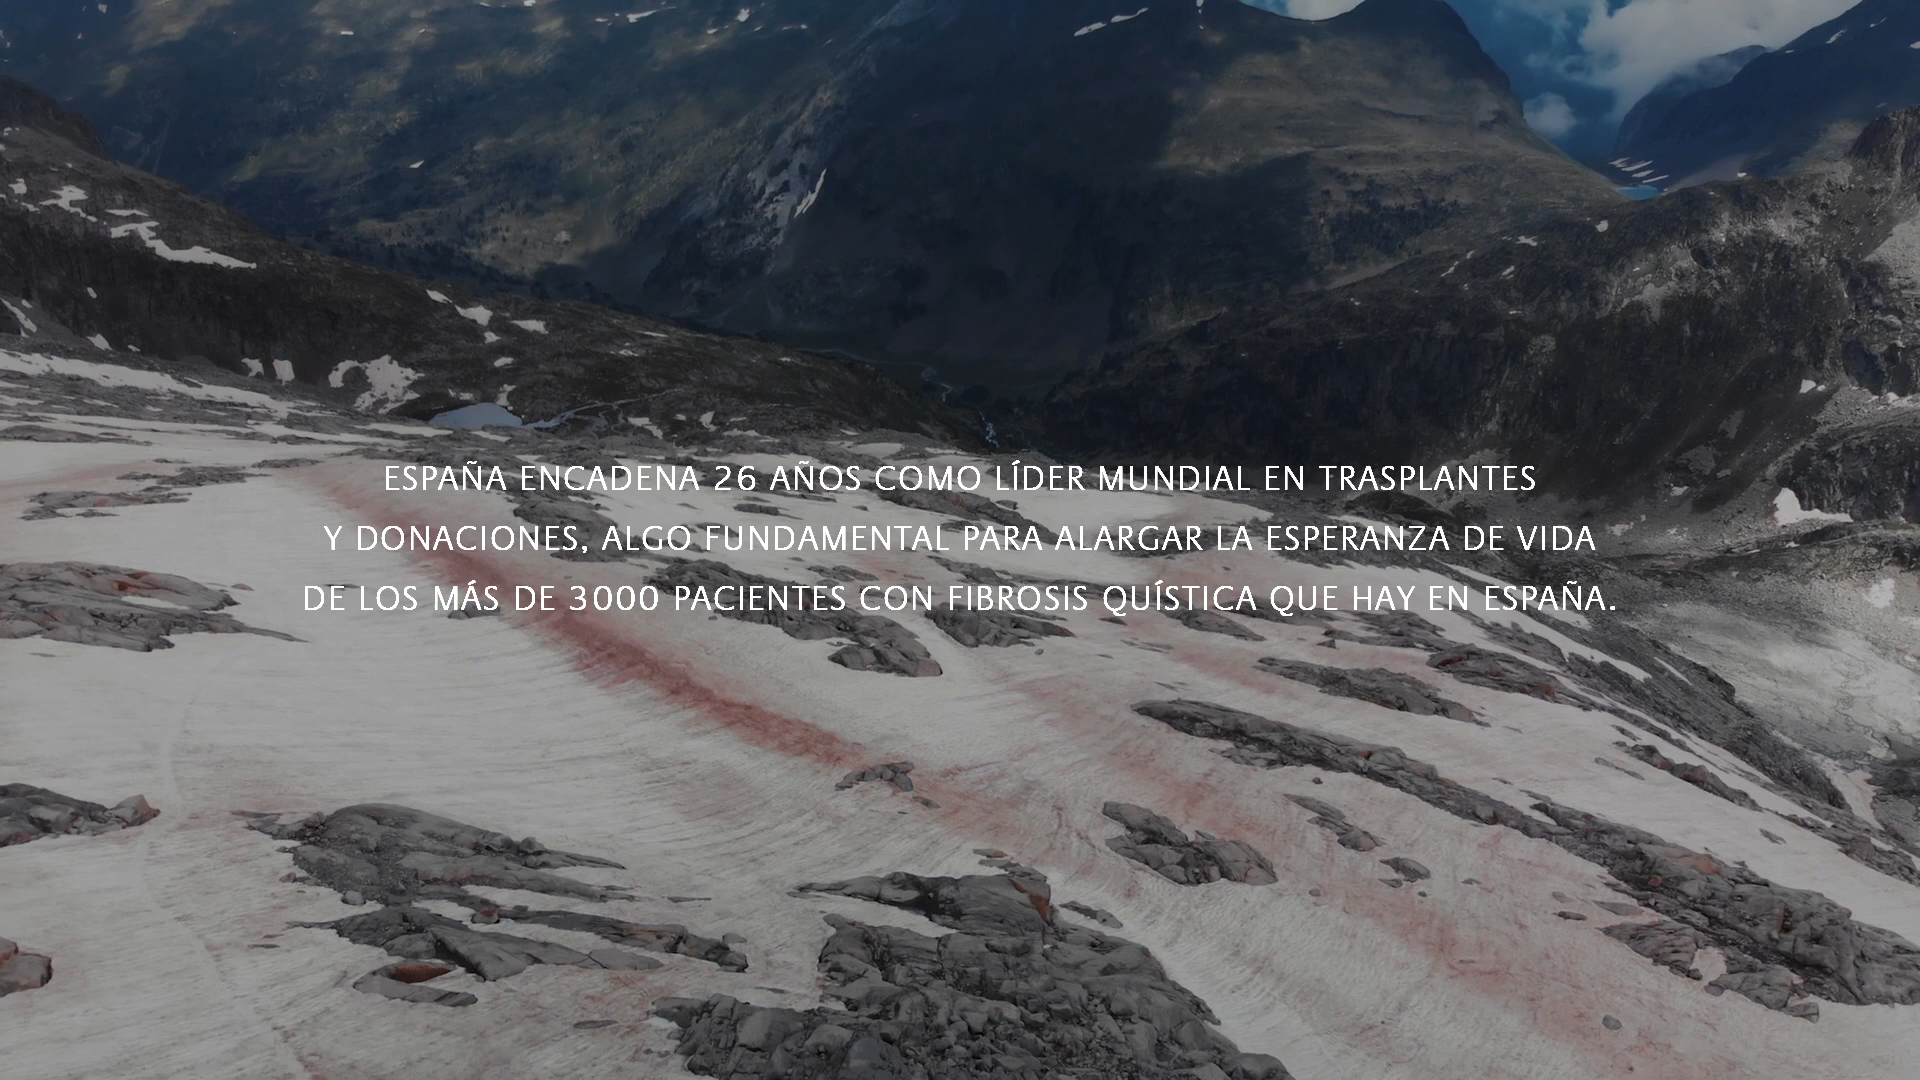 ESPAÑA ENCADENA 26 AÑOS COMO LÍDER MUNDIAL EN TRASPLANTES
Y DONACIONES, ALGO FUNDAMENTAL PARA ALARGAR LA ESPERANZA DE VIDA
DE LOS MÁS DE 3000 PACIENTES CON FIBROSIS QUÍSTICA QUE HAY EN ESPAÑA.